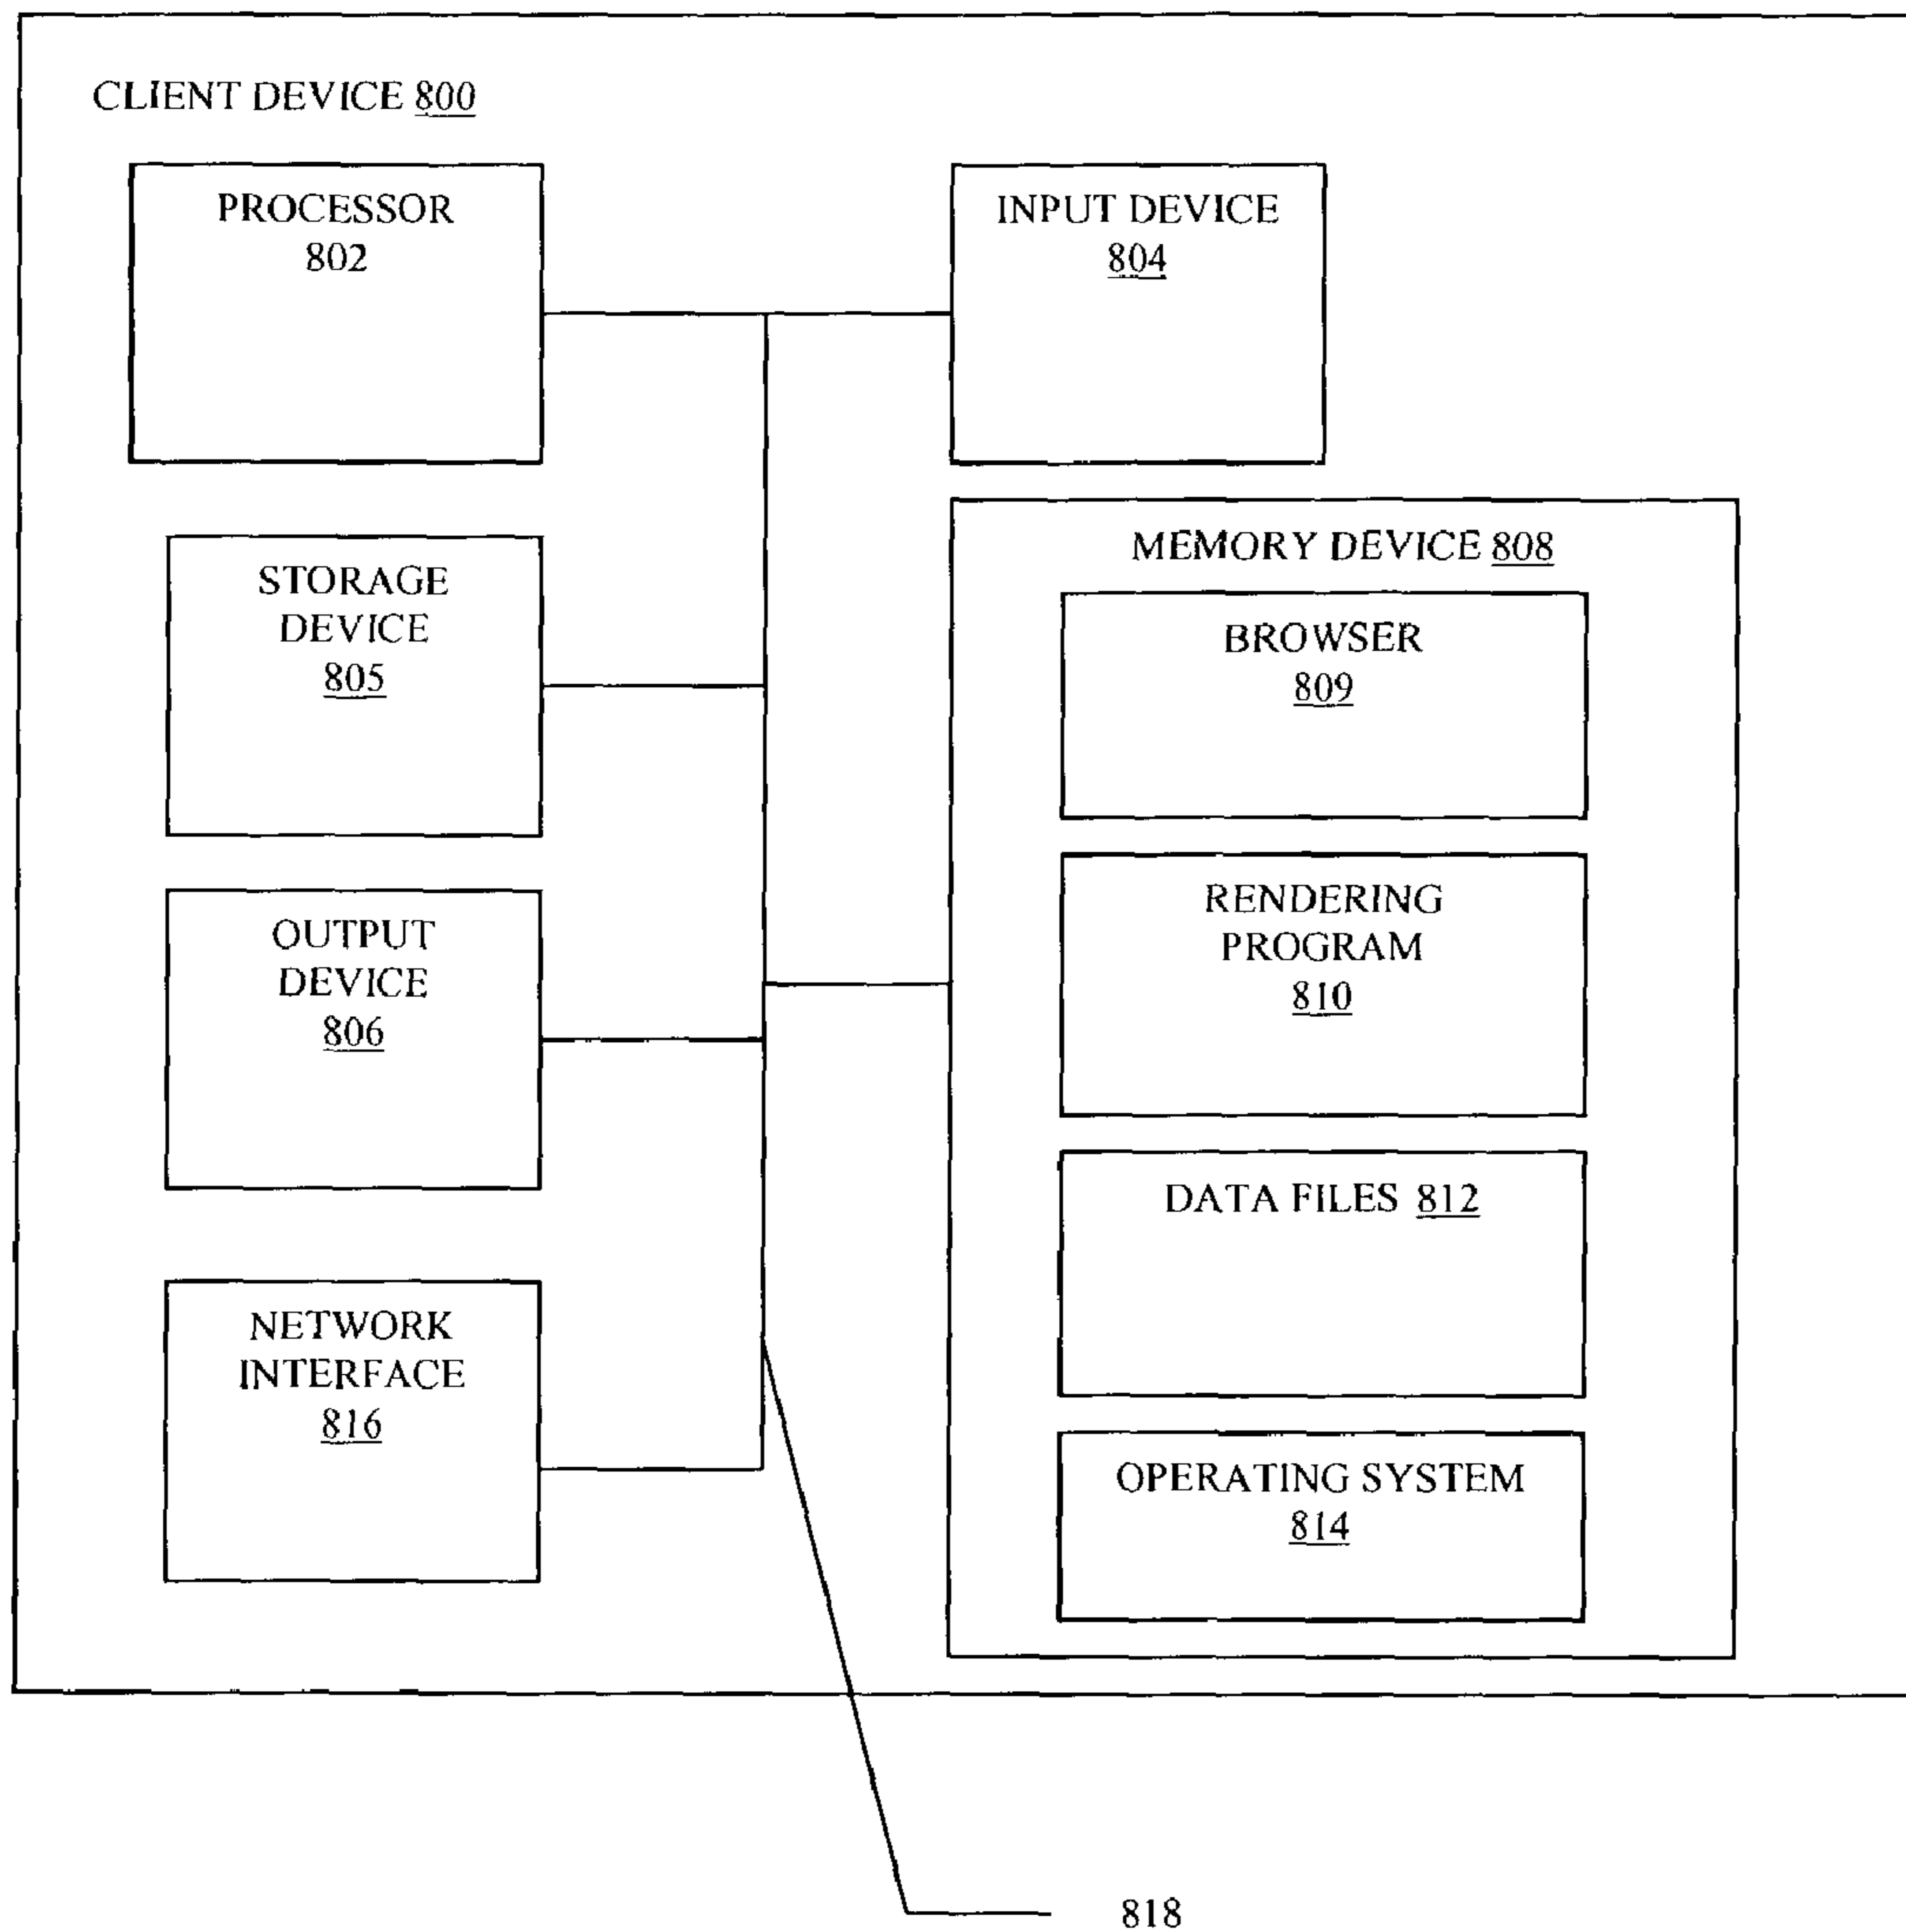 CLIENT DEVICE 800
PROCESSOR
802
INPUT DEVICE
804
STORAGE
DEVICE
805
OUTPUT
DEVICE
806
NETWORK
INTERFACE
816
MEMORY DEVICE 808
BROWSER
809
RENDERING
PROGRAM
810
DATA FILES 812
OPERATING SYSTEM
814
818